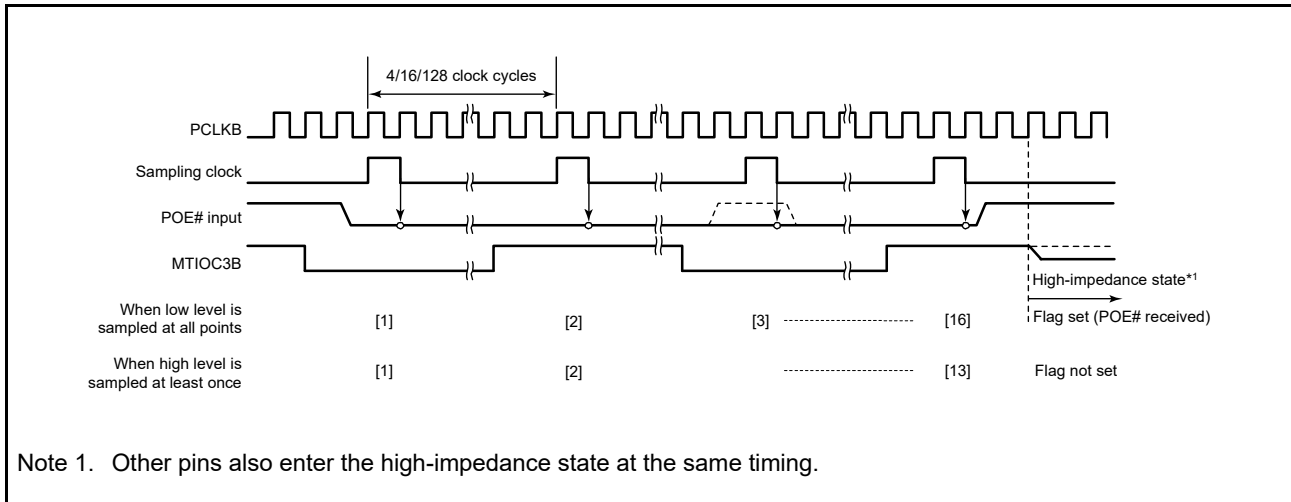 4/16/128 clock cycles
PCLKB
Sampling clock
POE# input
MTIOC3B
High-impedance state*1
When low level is
sampled at all points
[1] [2] [3] [16] Flag set (POE# received)
When high level is
sampled at least once
[1] [2] [13] Flag not set
Note 1. Other pins also enter the high-impedance state at the same timing.